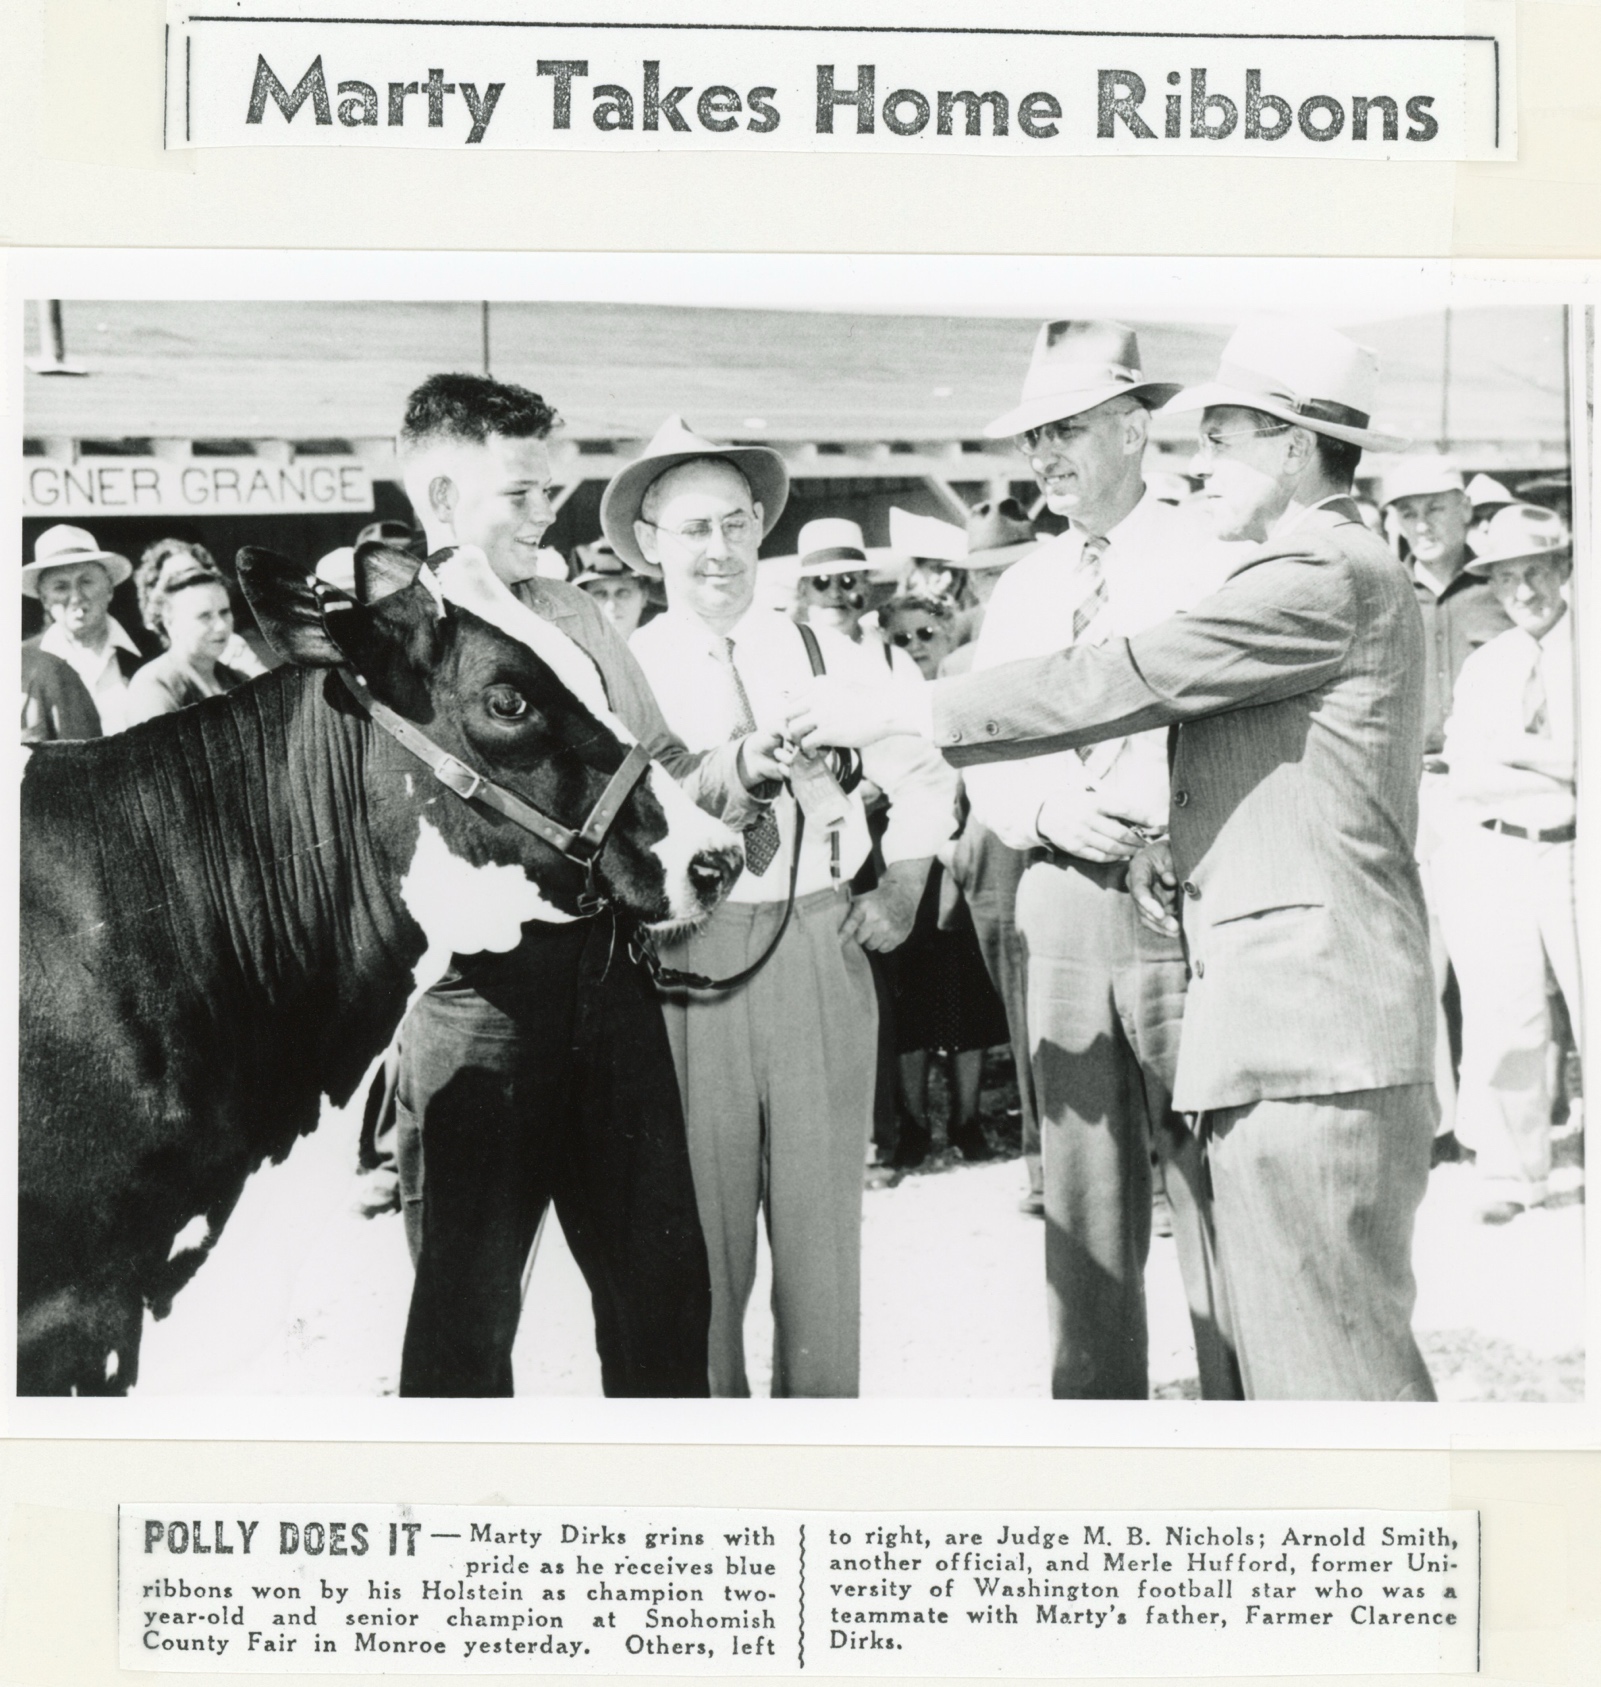 Marty Takes Home Ribbons
GNER GRANGE
POLLY DOES IT — Marty Dirks grins with
pride as he receives blue
ribbons won by his Holstein as champion two-
year-old and senior champion at Snohomish
County Fair in Monroe yesterday. Others, left
to right, are Judge M. B. Nichols; Arnold Smith,
another official, and Merle Hufford, former Uni-
versity of Washington football star who was a
teammate with Marty's father, Farmer Clarence
Dirks.